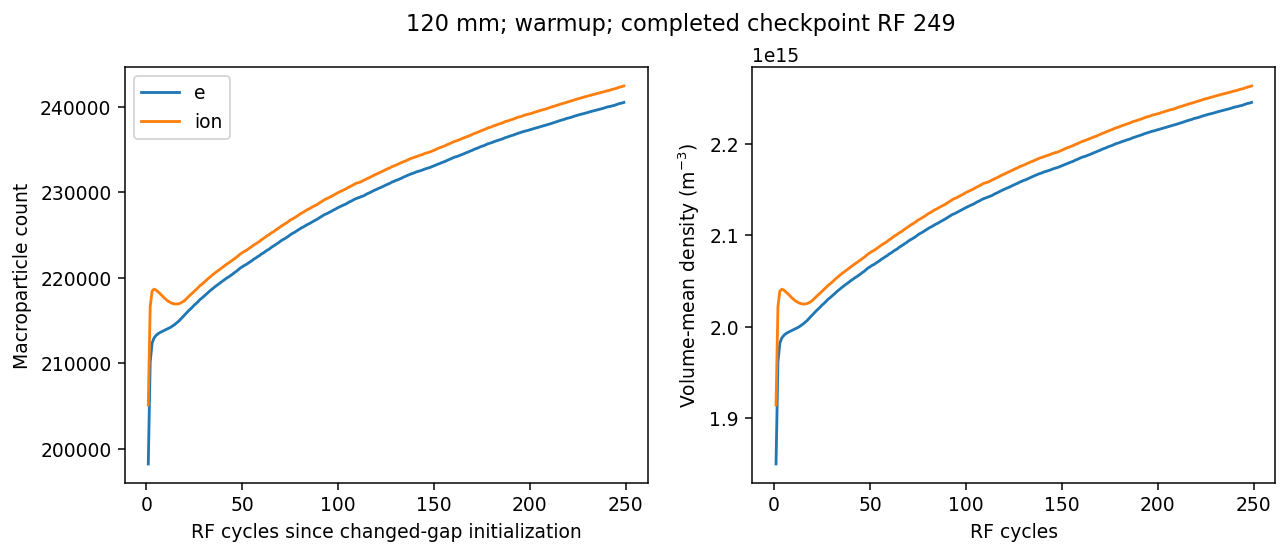 120 mm; warmup; completed checkpoint RF 249
e
ion
Macroparticle count
240000
230000
220000
210000
200000
0
50
100
150
200
250
RF cycles since changed-gap initialization
1e15
Volume-mean density (m⁻³)
2.2
2.1
2.0
1.9
0
50
100
150
200
250
RF cycles